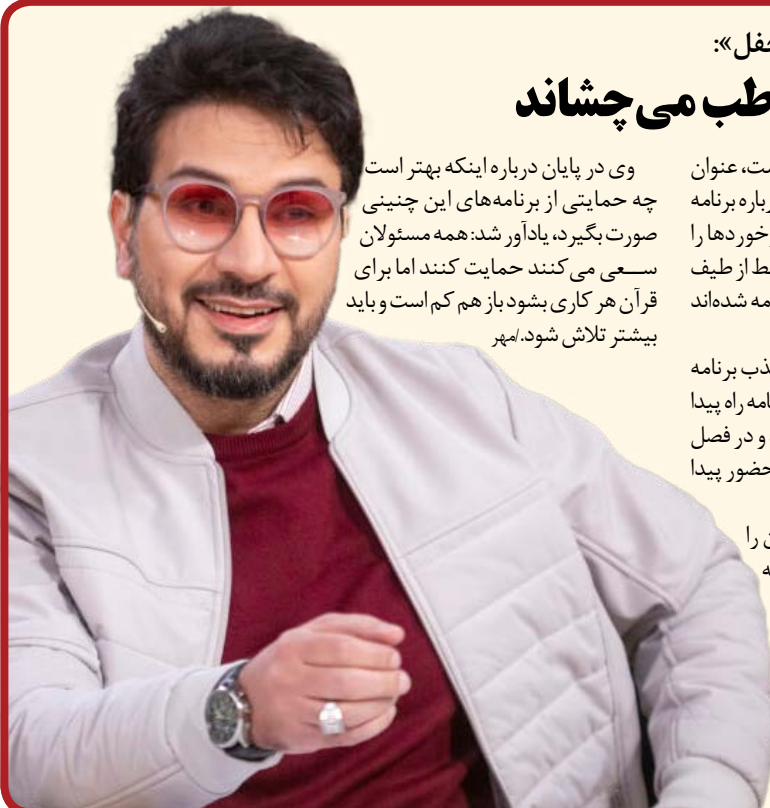 حفل»:
طب می‌چشاند
ست، عنوان
رباره برنامه
خوردها را
ط از طیف
مه شده‌اند
ذب برنامه
امه راه پیدا
و در فصل
حضور پیدا
ن را
ه
وی در پایان درباره اینکه بهتر است
چه حمایتی از برنامه‌های این چنینی
صورت بگیرد، یادآور شد: همه مسئولان
سعی می‌کنند حمایت کنند اما برای
قرآن هر کاری بشود باز هم کم است و باید
بیشتر تلاش شود./مهر